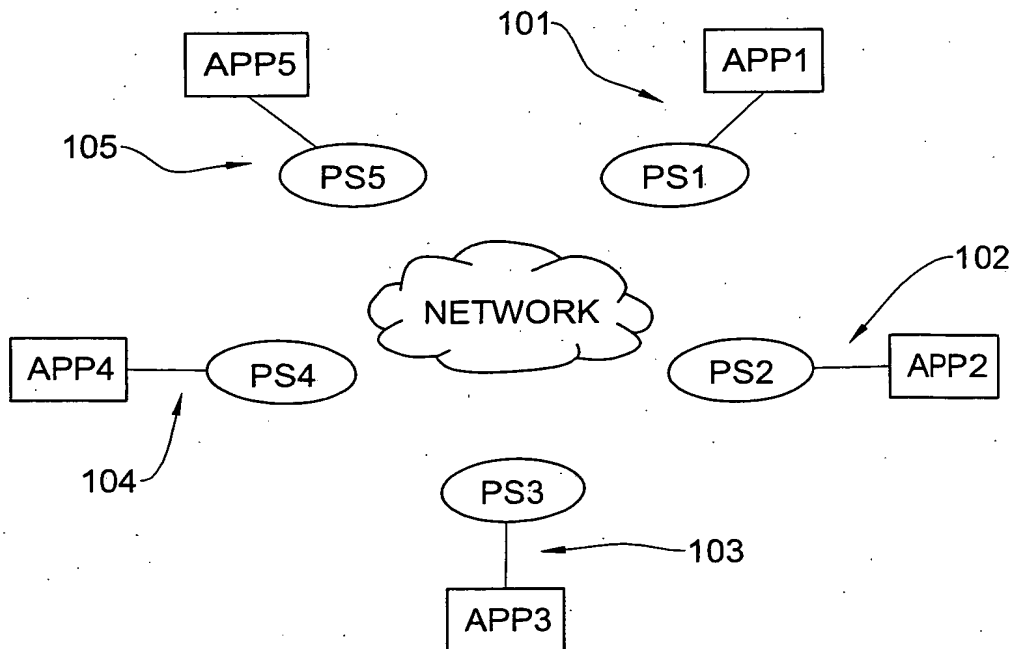 101
APP5
APP1
105
PS5
PS1
102
NETWORK
APP4
PS4
PS2
APP2
104
PS3
103
APP3